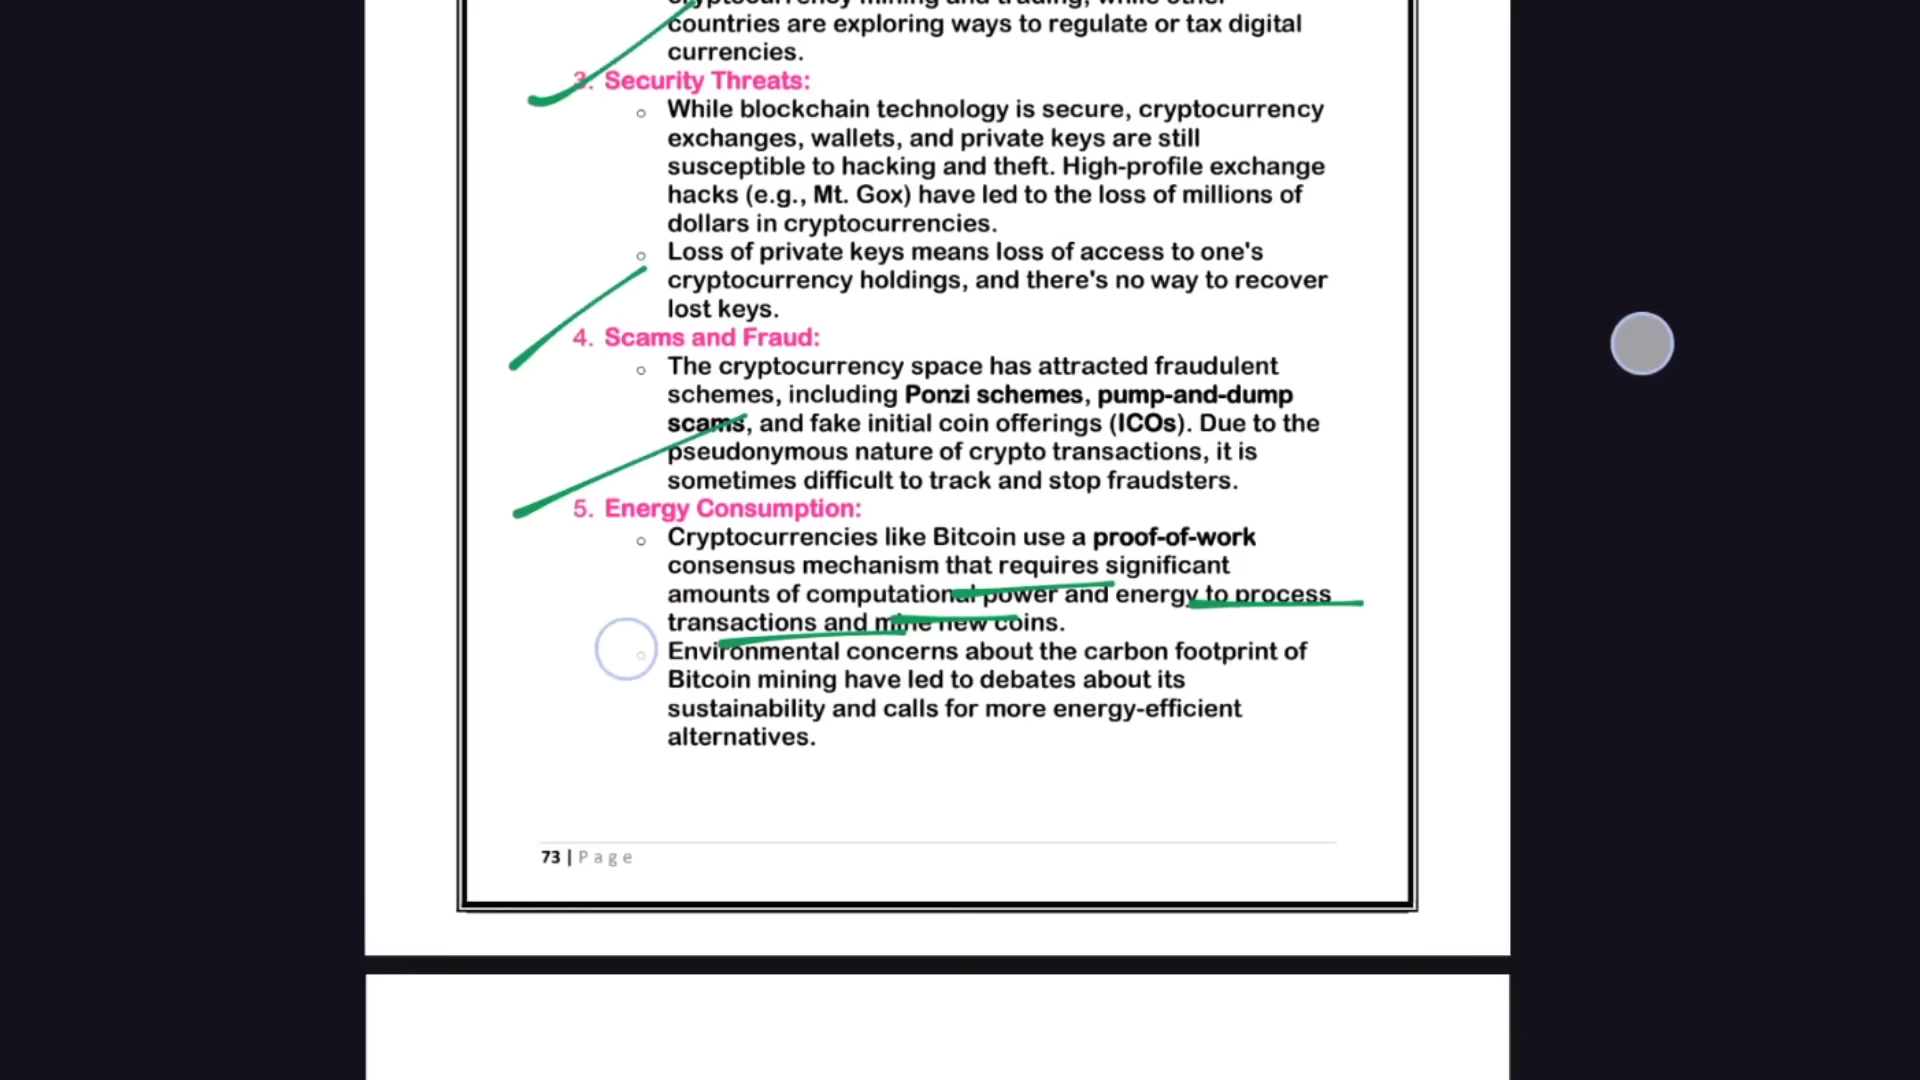 cryptocurrency mining and trading, while other
countries are exploring ways to regulate or tax digital
currencies.
3. Security Threats:
While blockchain technology is secure, cryptocurrency
exchanges, wallets, and private keys are still
susceptible to hacking and theft. High-profile exchange
hacks (e.g., Mt. Gox) have led to the loss of millions of
dollars in cryptocurrencies.
Loss of private keys means loss of access to one's
cryptocurrency holdings, and there's no way to recover
lost keys.
4. Scams and Fraud:
The cryptocurrency space has attracted fraudulent
schemes, including Ponzi schemes, pump-and-dump
scams, and fake initial coin offerings (ICOs). Due to the
pseudonymous nature of crypto transactions, it is
sometimes difficult to track and stop fraudsters.
5. Energy Consumption:
Cryptocurrencies like Bitcoin use a proof-of-work
consensus mechanism that requires significant
amounts of computational power and energy to process
transactions and mine new coins.
Environmental concerns about the carbon footprint of
Bitcoin mining have led to debates about its
sustainability and calls for more energy-efficient
alternatives.
73 | Page